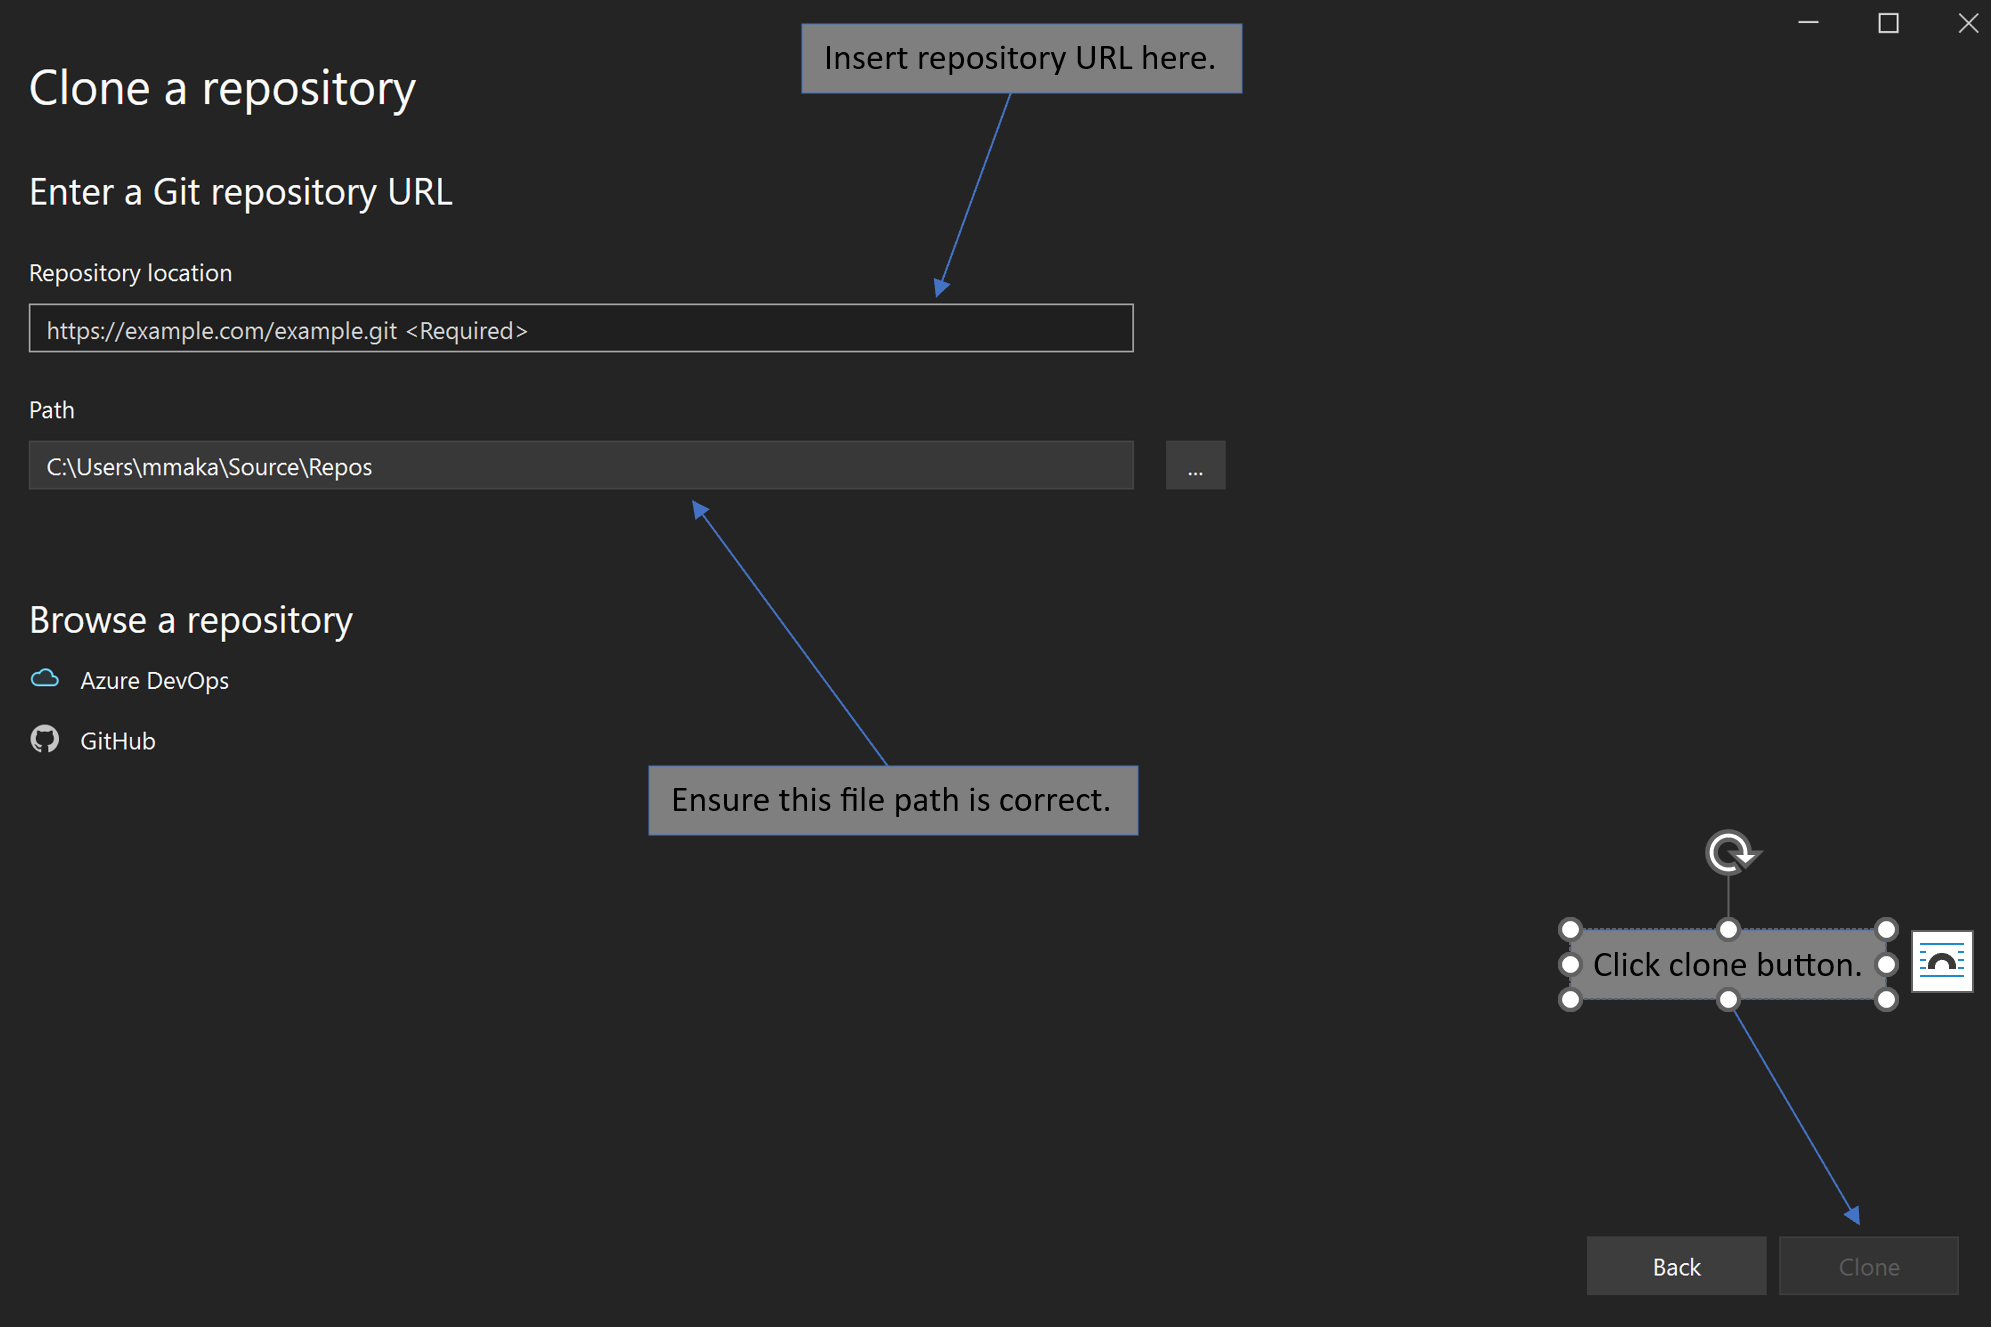 Insert repository URL here.
Clone a repository
Enter a Git repository URL
Repository location
https://example.com/example.git <Required>
Path
C:\Users\mmaka\Source\Repos
...
Browse a repository
Azure DevOps
GitHub
Ensure this file path is correct.
Click clone button.
Back
Clone